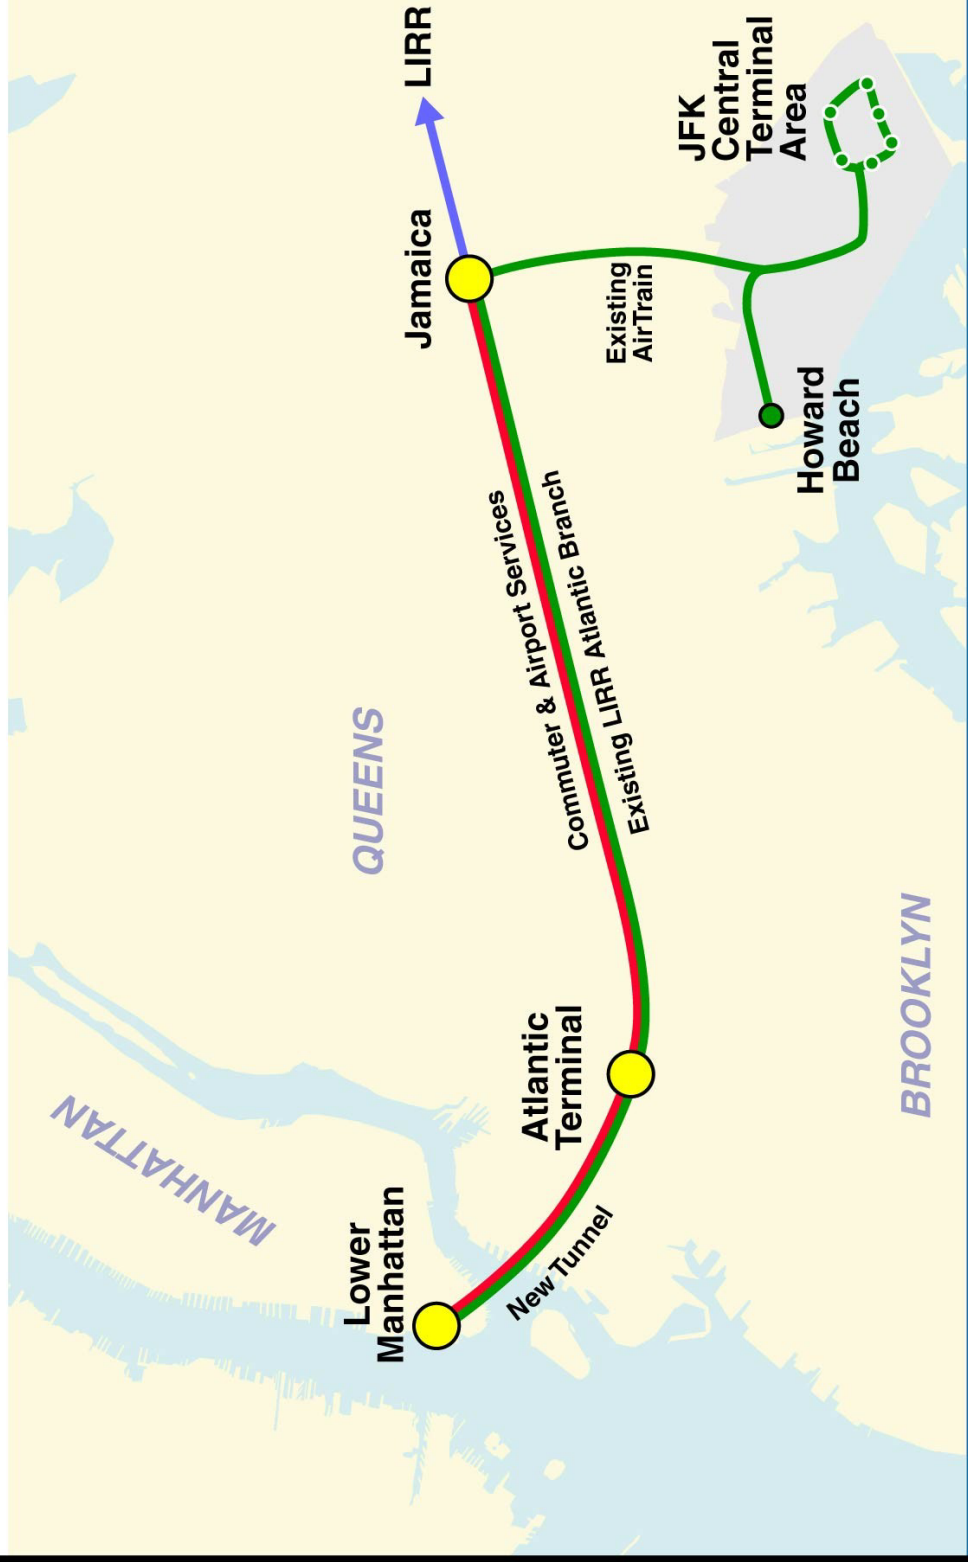 MANHATTAN
QUEENS
BROOKLYN
Lower
Manhattan
New Tunnel
Atlantic
Terminal
Commuter & Airport Services
Existing LIRR Atlantic Branch
Jamaica
LIRR
Existing
AirTrain
Howard
Beach
JFK
Central
Terminal
Area